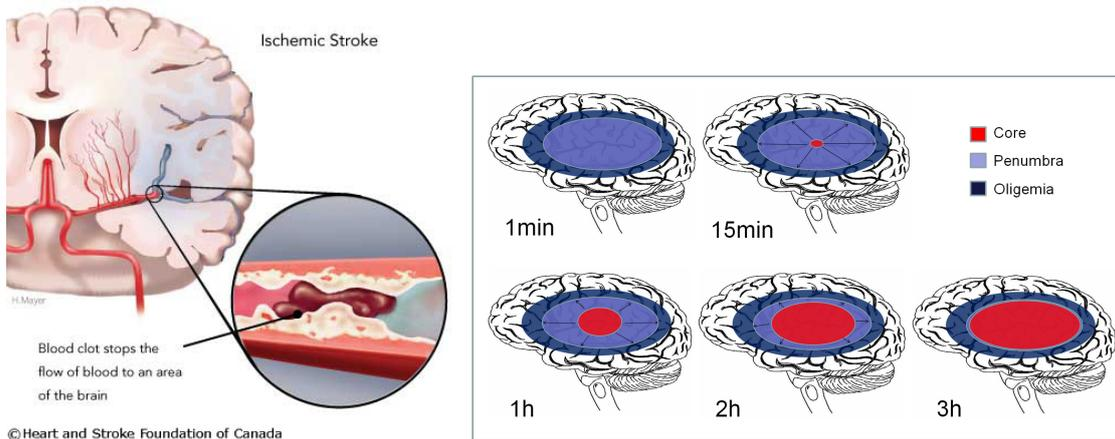 Ischemic Stroke
H.Mayer
Blood clot stops the
flow of blood to an area
of the brain
©Heart and Stroke Foundation of Canada
1min
15min
Core
Penumbra
Oligemia
1h
2h
3h